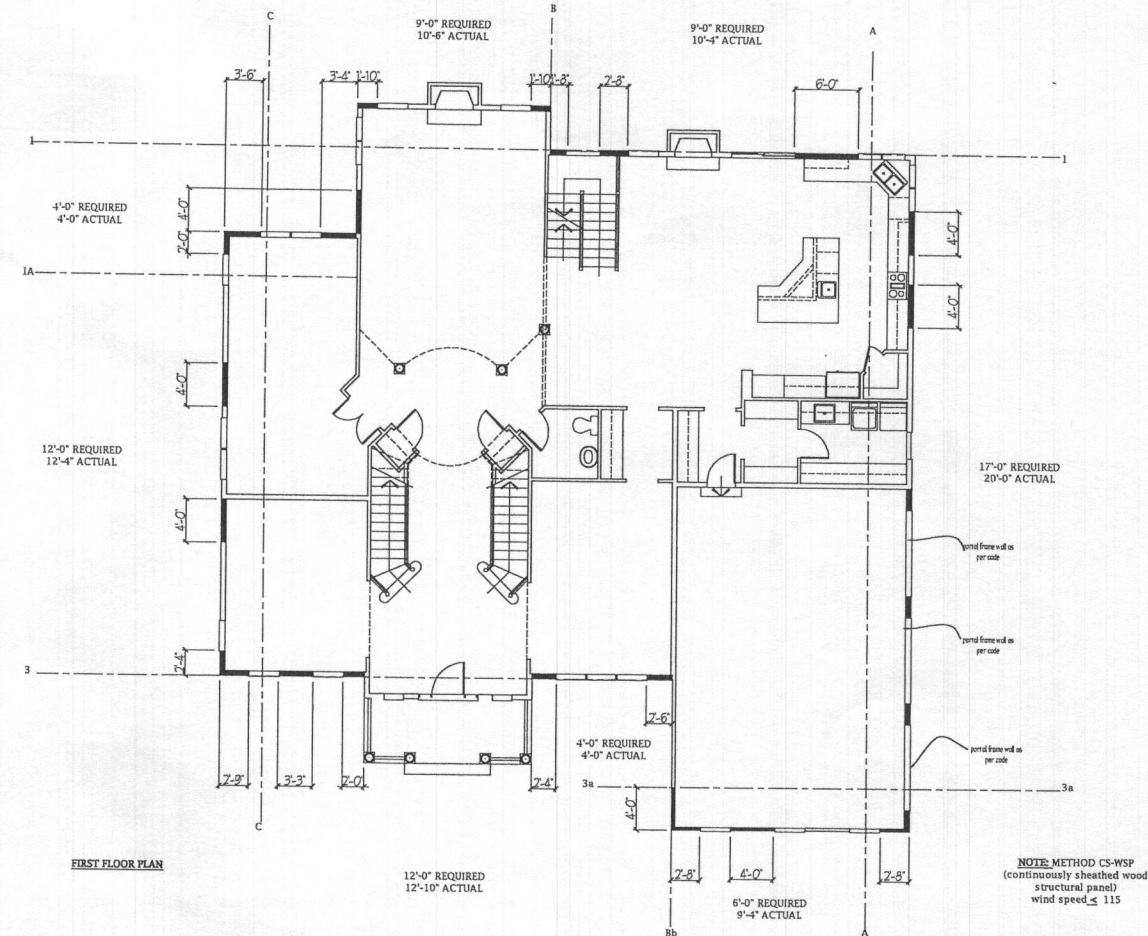 C
B
A
9'-0" REQUIRED
10'-6" ACTUAL
9'-0" REQUIRED
10'-4" ACTUAL
3'-6"
3'-4"
1'-10"
1'-10"
1'-8"
2'-8"
6'-0"
1
1
4'-0" REQUIRED
4'-0" ACTUAL
4'-0"
2'-0"
4'-0"
4'-0"
1A
4'-0"
12'-0" REQUIRED
12'-4" ACTUAL
17'-0" REQUIRED
20'-0" ACTUAL
4'-0"
portal frame wall as
per code
portal frame wall as
per code
2'-4"
3
2'-6"
4'-0" REQUIRED
4'-0" ACTUAL
portal frame wall as
per code
2'-9"
3'-3"
2'-0"
2'-4"
3a
3a
4'-0"
C
FIRST FLOOR PLAN
12'-0" REQUIRED
12'-10" ACTUAL
2'-8"
4'-0"
2'-8"
6'-0" REQUIRED
9'-4" ACTUAL
NOTE: METHOD CS-WSP
(continuously sheathed wood
structural panel)
wind speed ≤ 115
Bb
A